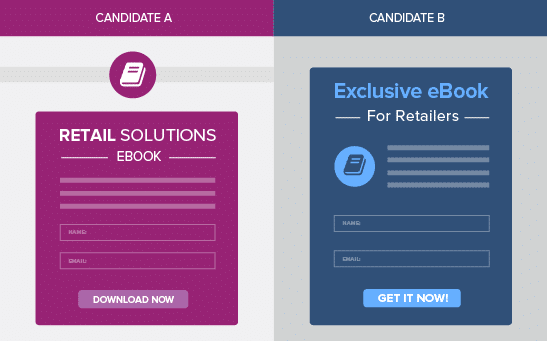 CANDIDATE A
RETAIL SOLUTIONS
EBOOK
NAME:
EMAIL:
DOWNLOAD NOW
CANDIDATE B
Exclusive eBook
For Retailers
NAME:
EMAIL:
GET IT NOW!